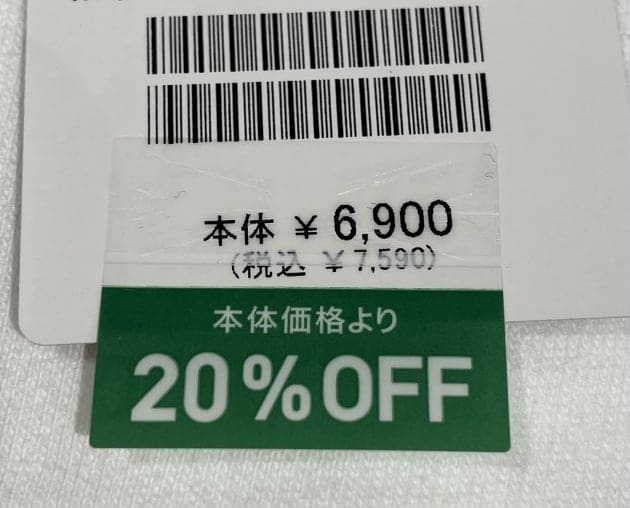 本体 ¥ 6,900
(税込 ¥ 7,590)
本体価格より
20%OFF